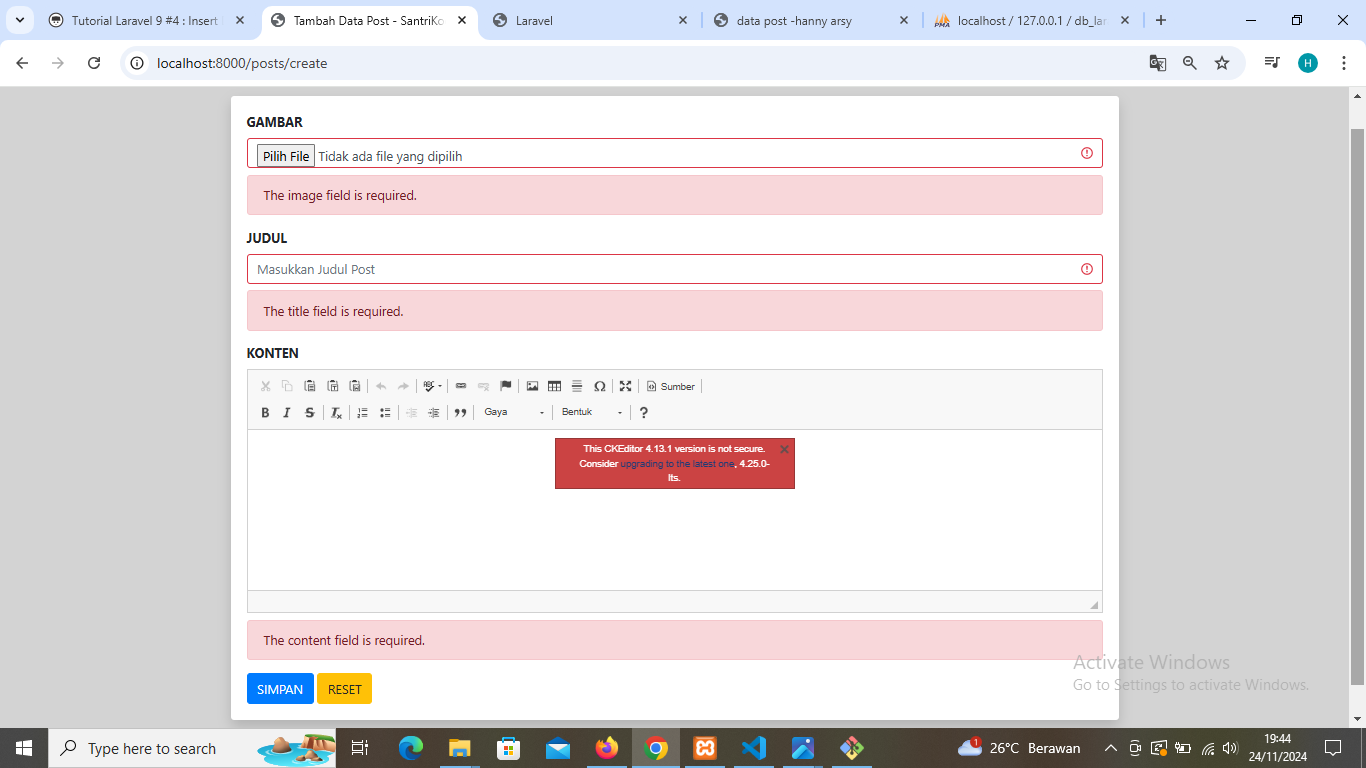 Tutorial Laravel 9 #4 : Insert
Tambah Data Post - SantriKo
Laravel
data post -hanny arsy
localhost / 127.0.0.1 / db_lar
localhost:8000/posts/create
H
GAMBAR
Pilih File Tidak ada file yang dipilih
The image field is required.
JUDUL
Masukkan Judul Post
The title field is required.
KONTEN
Sumber
Gaya
Bentuk
This CKEditor 4.13.1 version is not secure.
Consider upgrading to the latest one, 4.25.0-
lts.
The content field is required.
SIMPAN RESET
Activate Windows
Go to Settings to activate Windows.
Type here to search
26°C Berawan
19:44
24/11/2024